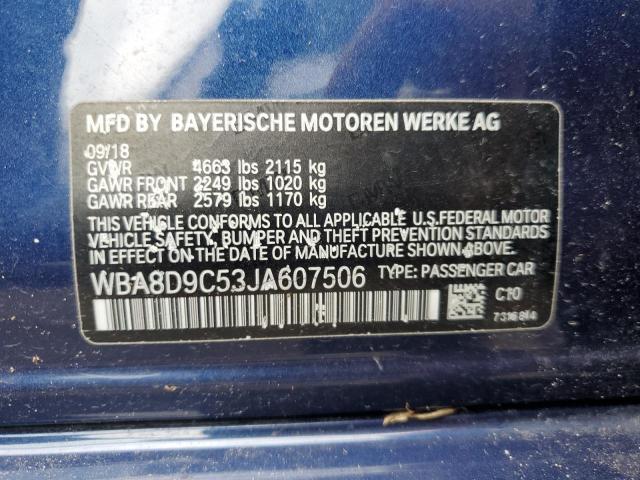 MFD BY BAYERISCHE MOTOREN WERKE AG
09/18
GVWR 4663 lbs 2115 kg
GAWR FRONT 2249 lbs 1020 kg
GAWR REAR 2579 lbs 1170 kg
THIS VEHICLE CONFORMS TO ALL APPLICABLE U.S.FEDERAL MOTOR
VEHICLE SAFETY, BUMPER AND THEFT PREVENTION STANDARDS
IN EFFECT ON THE DATE OF MANUFACTURE SHOWN ABOVE.
WBA8D9C53JA607506 TYPE: PASSENGER CAR
C10
7316814